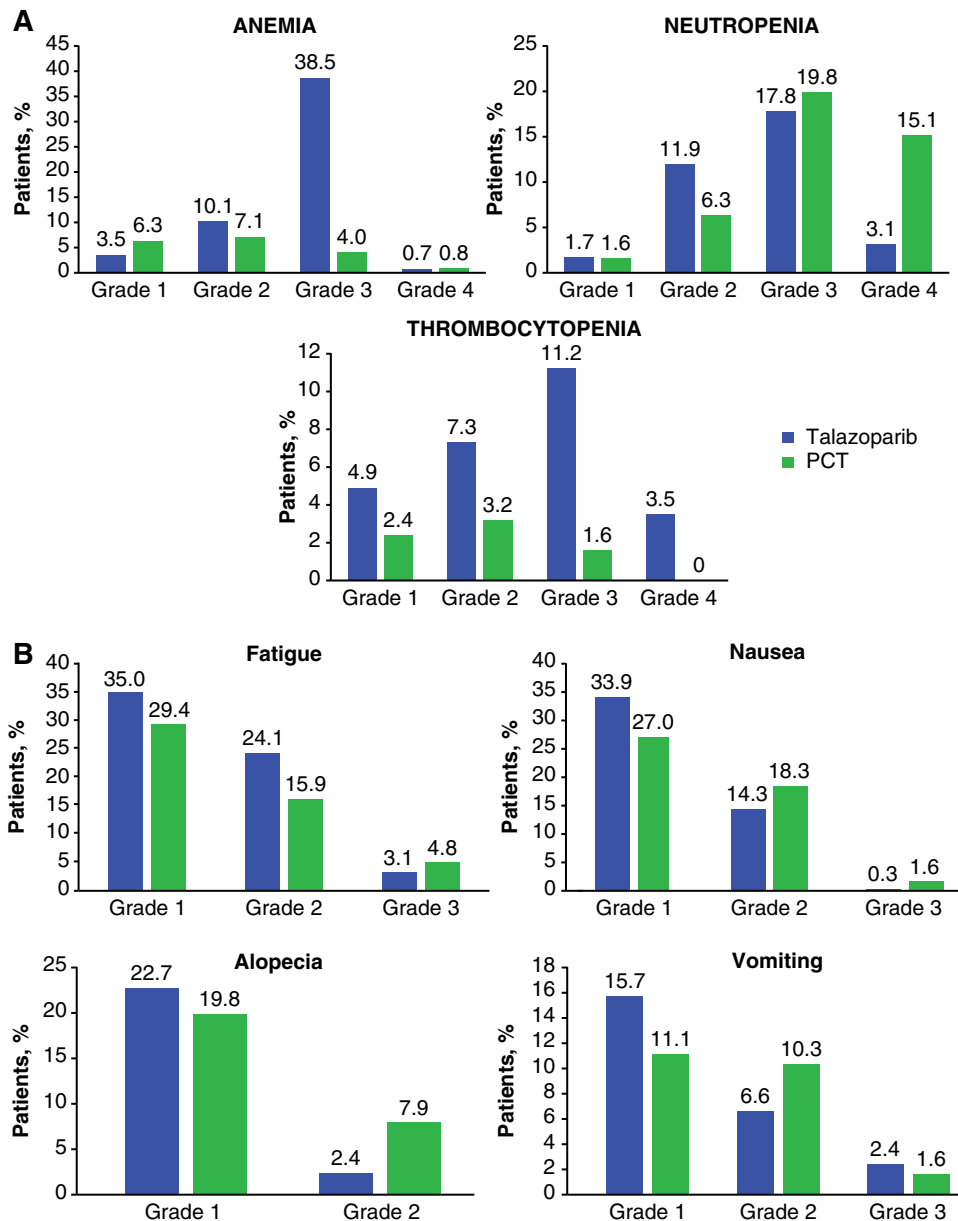 A
ANEMIA
Patients, %
45
40
35
30
25
20
15
10
5
0
3.5
6.3
10.1
7.1
38.5
4.0
0.7
0.8
Grade 1
Grade 2
Grade 3
Grade 4
NEUTROPENIA
Patients, %
25
20
15
10
5
0
1.7
1.6
11.9
6.3
17.8
19.8
3.1
15.1
Grade 1
Grade 2
Grade 3
Grade 4
THROMBOCYTOPENIA
Patients, %
12
10
8
6
4
2
0
4.9
2.4
7.3
3.2
11.2
1.6
3.5
0
Grade 1
Grade 2
Grade 3
Grade 4
Talazoparib
PCT
B
Fatigue
Patients, %
40
35
30
25
20
15
10
5
0
35.0
29.4
24.1
15.9
3.1
4.8
Grade 1
Grade 2
Grade 3
Nausea
Patients, %
40
35
30
25
20
15
10
5
0
33.9
27.0
14.3
18.3
0.3
1.6
Grade 1
Grade 2
Grade 3
Alopecia
Patients, %
25
20
15
10
5
0
22.7
19.8
2.4
7.9
Grade 1
Grade 2
Vomiting
Patients, %
18
16
14
12
10
8
6
4
2
0
15.7
11.1
6.6
10.3
2.4
1.6
Grade 1
Grade 2
Grade 3